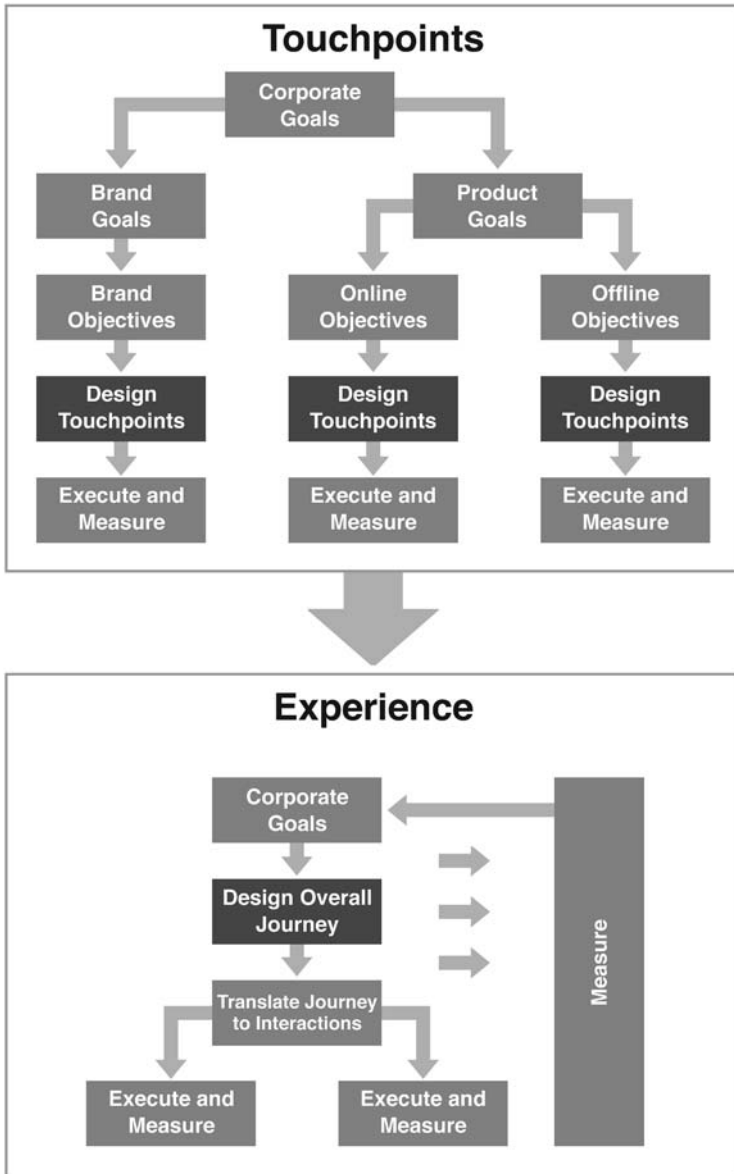 Touchpoints
Corporate
Goals
Brand
Goals
Product
Goals
Brand
Objectives
Online
Objectives
Offline
Objectives
Design
Touchpoints
Design
Touchpoints
Design
Touchpoints
Execute and
Measure
Execute and
Measure
Execute and
Measure
Experience
Corporate
Goals
Design Overall
Journey
Translate Journey
to Interactions
Execute and
Measure
Execute and
Measure
Measure